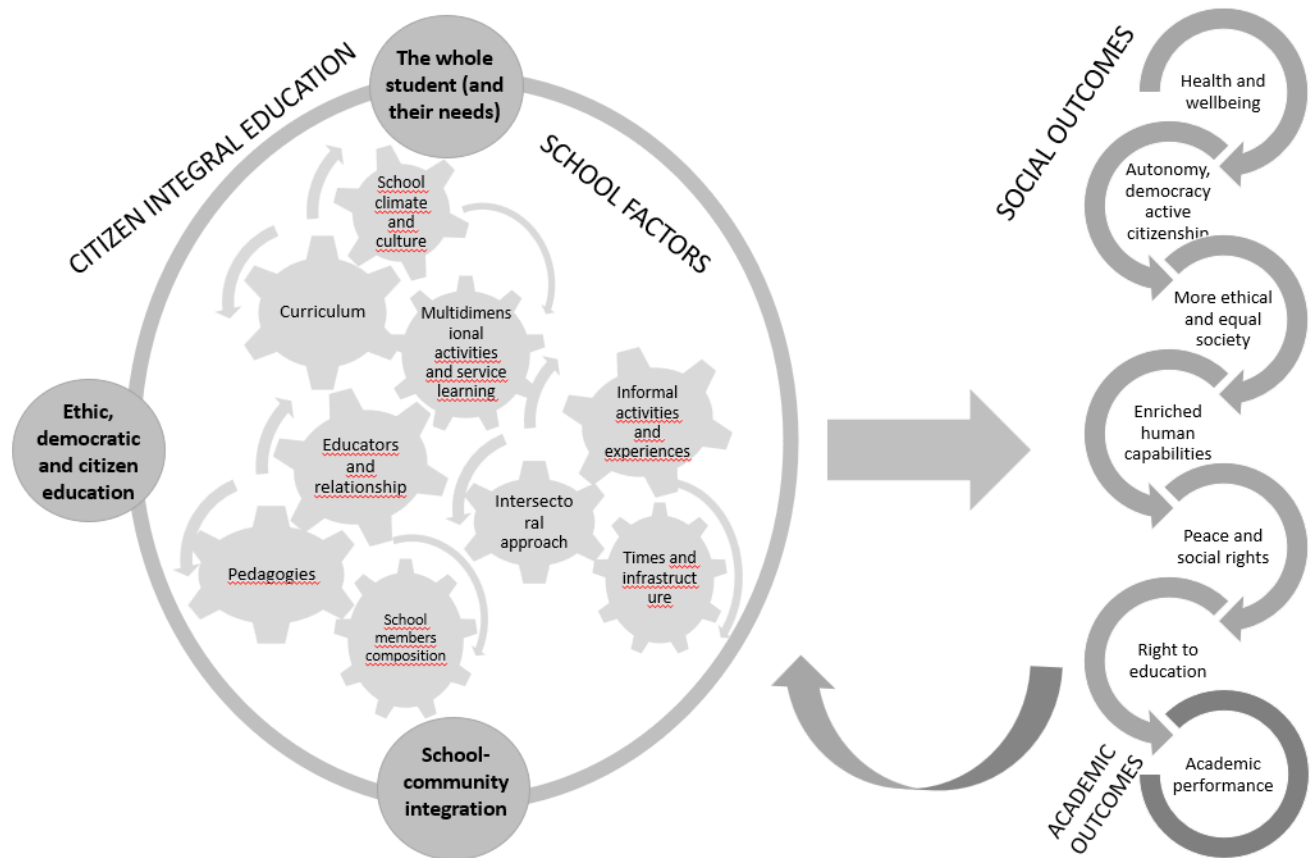 The whole
student (and
their needs)
CITIZEN INTEGRAL EDUCATION
SCHOOL FACTORS
School
climate
and
culture
Curriculum
Multidimens
ional
activities
and service
learning
Informal
activities
and
experiences
Ethic,
democratic
and citizen
education
Educators
and
relationship
Intersecto
ral
approach
Pedagogies
Times and
infrastruct
ure
School
members
composition
School-
community
integration
SOCIAL OUTCOMES
Health and
wellbeing
Autonomy,
democracy
active
citizenship
More ethical
and equal
society
Enriched
human
capabilities
Peace and
social rights
Right to
education
ACADEMIC
OUTCOMES
Academic
performance